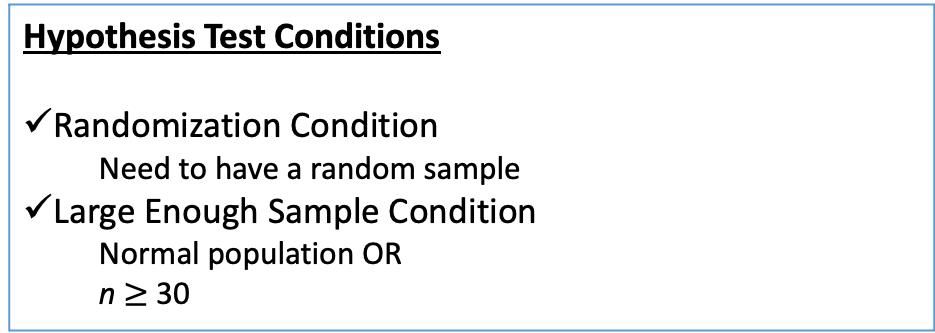 Hypothesis Test Conditions
✓Randomization Condition
Need to have a random sample
✓Large Enough Sample Condition
Normal population OR
n ≥ 30